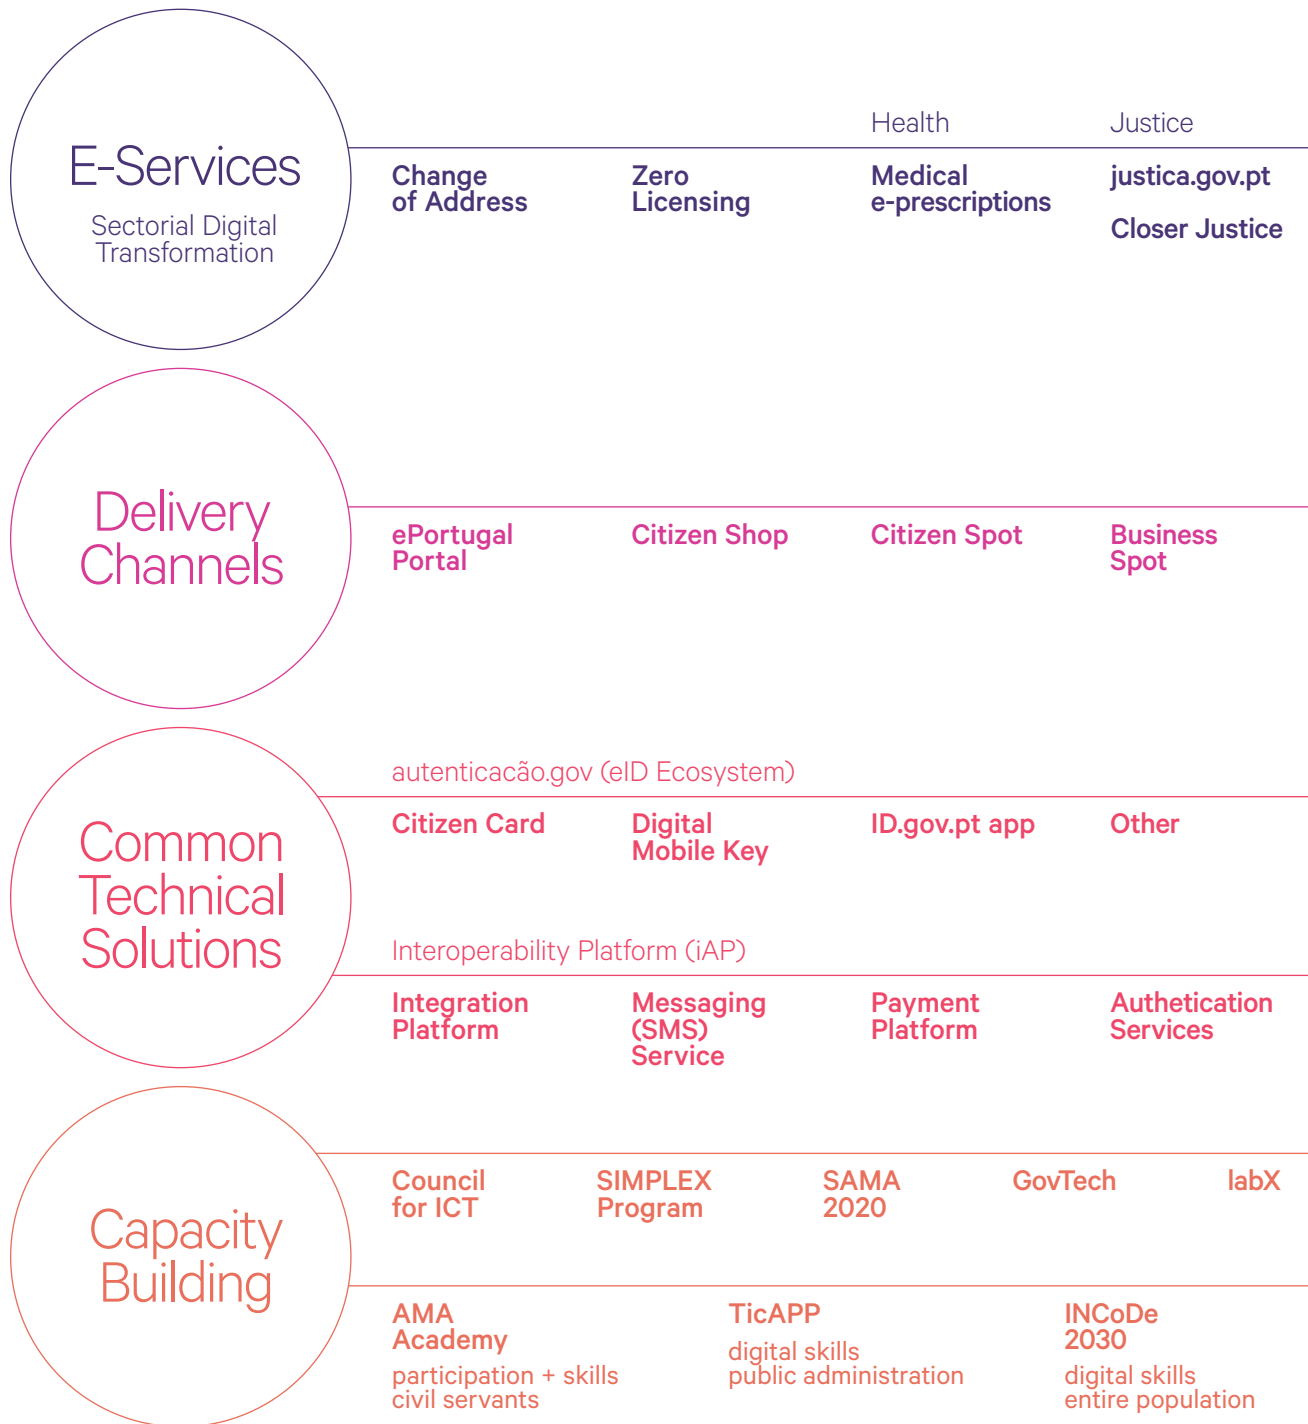 E-Services
Sectorial Digital
Transformation
Health
Justice
Change
of Address
Zero
Licensing
Medical
e-prescriptions
justica.gov.pt
Closer Justice
Delivery
Channels
ePortugal
Portal
Citizen Shop
Citizen Spot
Business
Spot
Common
Technical
Solutions
autenticacão.gov (eID Ecosystem)
Citizen Card
Digital
Mobile Key
ID.gov.pt app
Other
Interoperability Platform (iAP)
Integration
Platform
Messaging
(SMS)
Service
Payment
Platform
Authetication
Services
Capacity
Building
Council
for ICT
SIMPLEX
Program
SAMA
2020
GovTech
labX
AMA
Academy
participation + skills
civil servants
TicAPP
digital skills
public administration
INCoDe
2030
digital skills
entire population